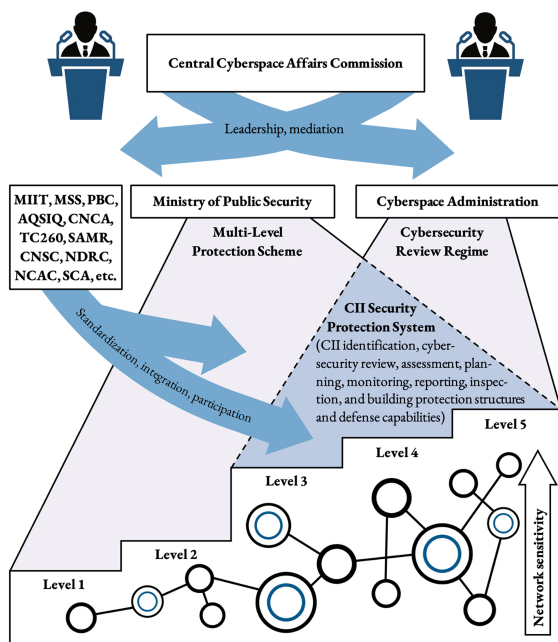 Central Cyberspace Affairs Commission
Leadership, mediation
MIIT, MSS, PBC,
AQSIQ, CNCA,
TC260, SAMR,
CNSC, NDRC,
NCAC, SCA, etc.
Ministry of Public Security
Cyberspace Administration
Multi-Level
Protection Scheme
Cybersecurity
Review Regime
CII Security
Protection System
(CII identification, cyber-
security review, assessment, plan-
ning, monitoring, reporting, inspec-
tion, and building protection structures
and defense capabilities)
Standardization, integration, participation
Level 5
Level 4
Level 3
Level 2
Level 1
Network sensitivity